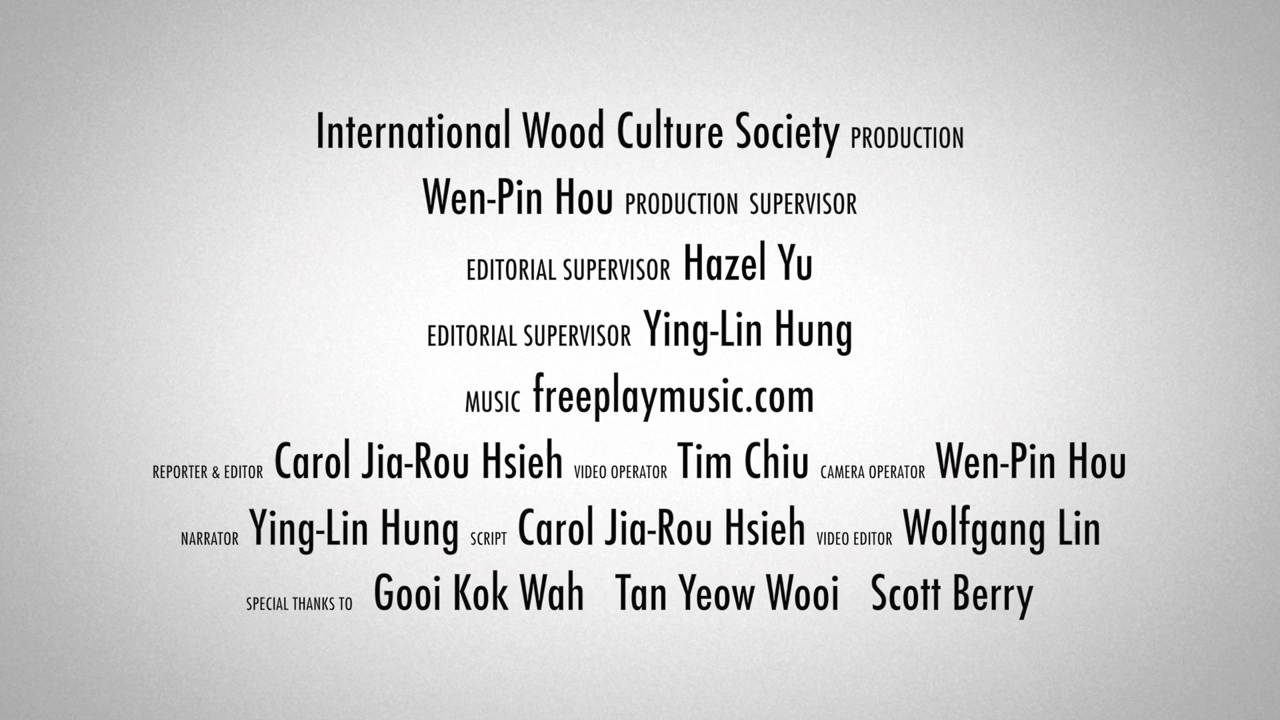 International Wood Culture Society PRODUCTION
Wen-Pin Hou PRODUCTION SUPERVISOR
EDITORIAL SUPERVISOR Hazel Yu
EDITORIAL SUPERVISOR Ying-Lin Hung
MUSIC freeplaymusic.com
REPORTER & EDITOR Carol Jia-Rou Hsieh VIDEO OPERATOR Tim Chiu CAMERA OPERATOR Wen-Pin Hou
NARRATOR Ying-Lin Hung SCRIPT Carol Jia-Rou Hsieh VIDEO EDITOR Wolfgang Lin
SPECIAL THANKS TO Gooi Kok Wah Tan Yeow Wooi Scott Berry